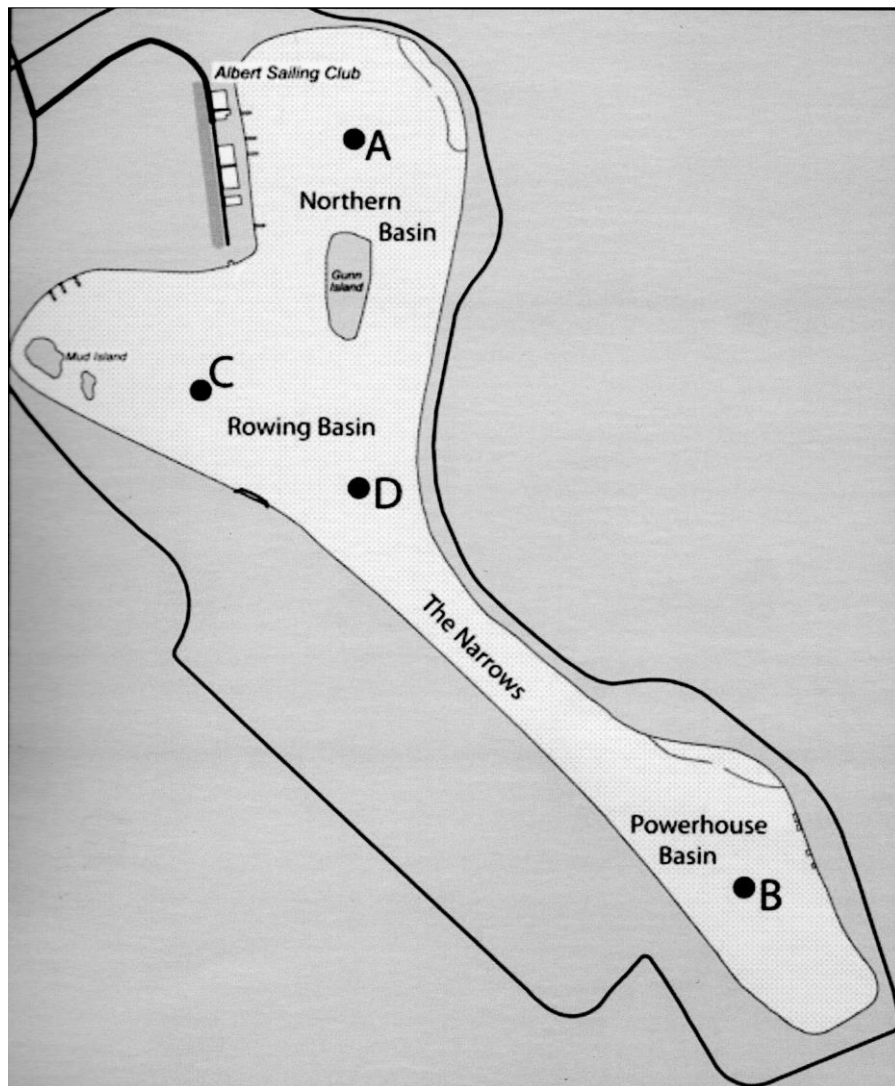 Albert Sailing Club
A
Northern
Basin
Gunn
Island
Mud Island
C
Rowing Basin
D
The Narrows
Powerhouse
Basin
B